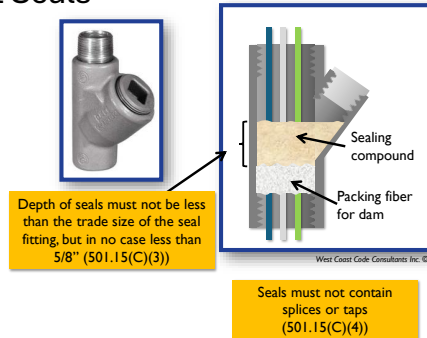 Sealing
compound
Packing fiber
for dam
Depth of seals must not be less
than the trade size of the seal
fitting, but in no case less than
5/8" (501.15(C)(3))
West Coast Code Consultants Inc. ©
Seals must not contain
splices or taps
(501.15(C)(4))